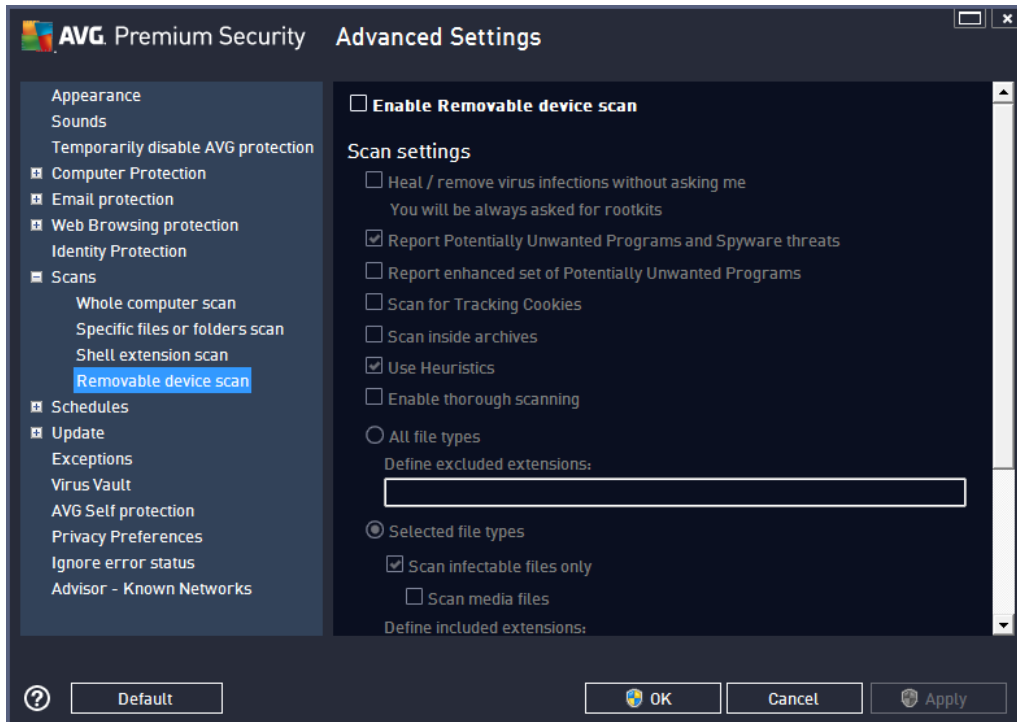 AVG. Premium Security
Advanced Settings
Appearance
Sounds
Temporarily disable AVG protection
Computer Protection
Email protection
Web Browsing protection
Identity Protection
Scans
Whole computer scan
Specific files or folders scan
Shell extension scan
Removable device scan
Schedules
Update
Exceptions
Virus Vault
AVG Self protection
Privacy Preferences
Ignore error status
Advisor - Known Networks
Enable Removable device scan
Scan settings
Heal / remove virus infections without asking me
You will be always asked for rootkits
Report Potentially Unwanted Programs and Spyware threats
Report enhanced set of Potentially Unwanted Programs
Scan for Tracking Cookies
Scan inside archives
Use Heuristics
Enable thorough scanning
All file types
Define excluded extensions:
Selected file types
Scan infectable files only
Scan media files
Define included extensions:
? Default
OK
Cancel
Apply